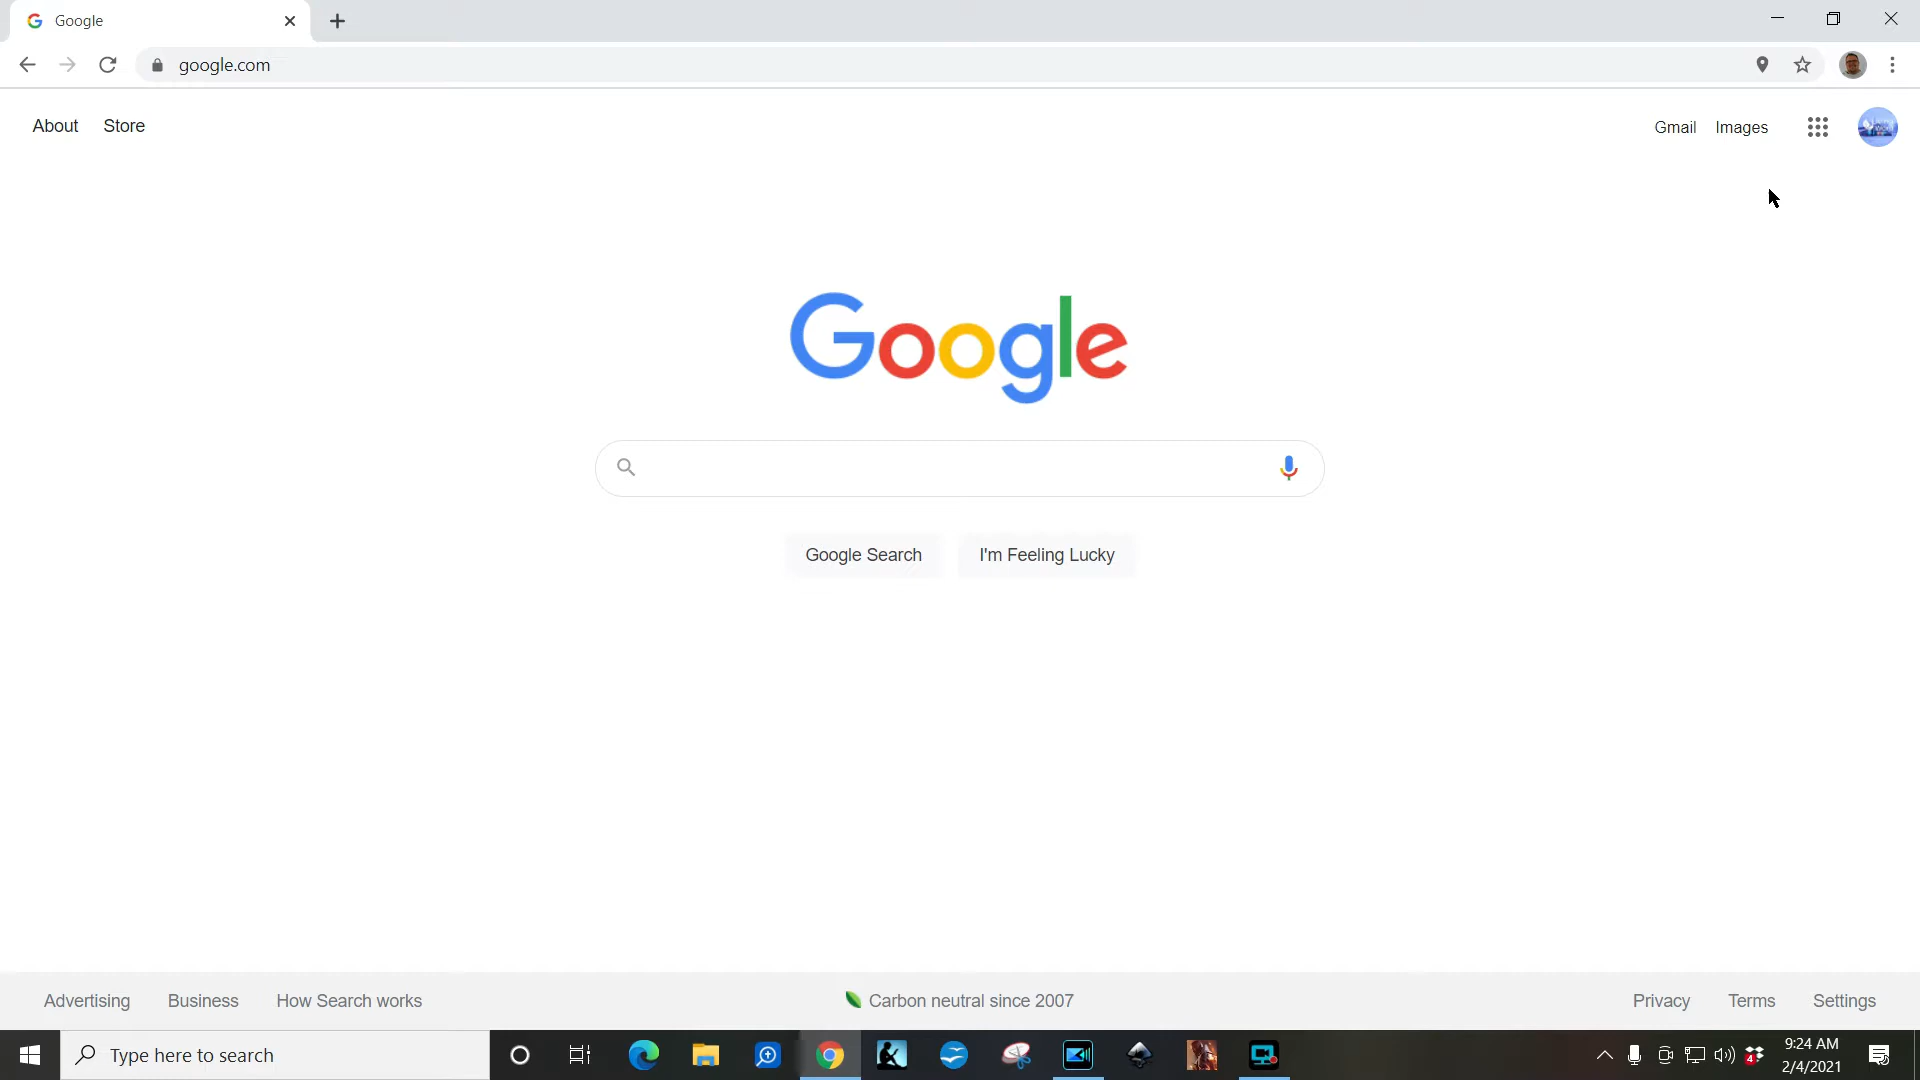 Google
google.com
About Store
Gmail Images
Google
Google Search I'm Feeling Lucky
Advertising Business How Search works
Carbon neutral since 2007
Privacy Terms Settings
Type here to search
4
9:24 AM
2/4/2021